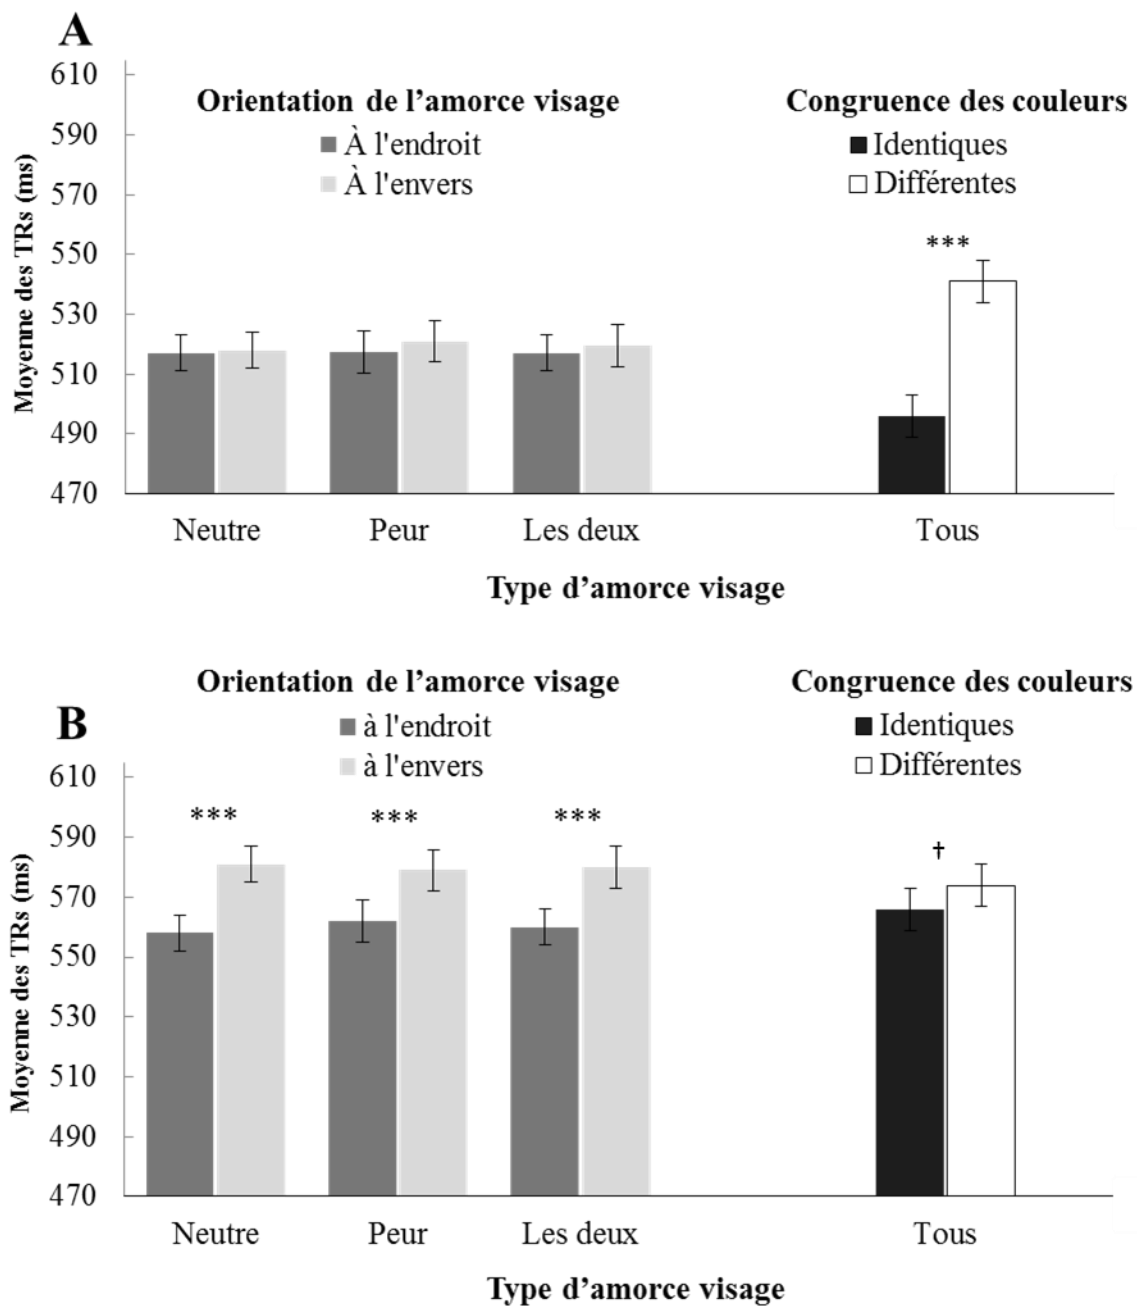 A
610
590
570
550
530
510
490
470
Moyenne des TRs (ms)
Orientation de l'amorce visage
À l'endroit
À l'envers
Congruence des couleurs
Identiques
Différentes
***
Neutre Peur Les deux Tous
Type d'amorce visage
B
610
590
570
550
530
510
490
470
Moyenne des TRs (ms)
Orientation de l'amorce visage
à l'endroit
à l'envers
Congruence des couleurs
Identiques
Différentes
*** *** *** †
Neutre Peur Les deux Tous
Type d'amorce visage